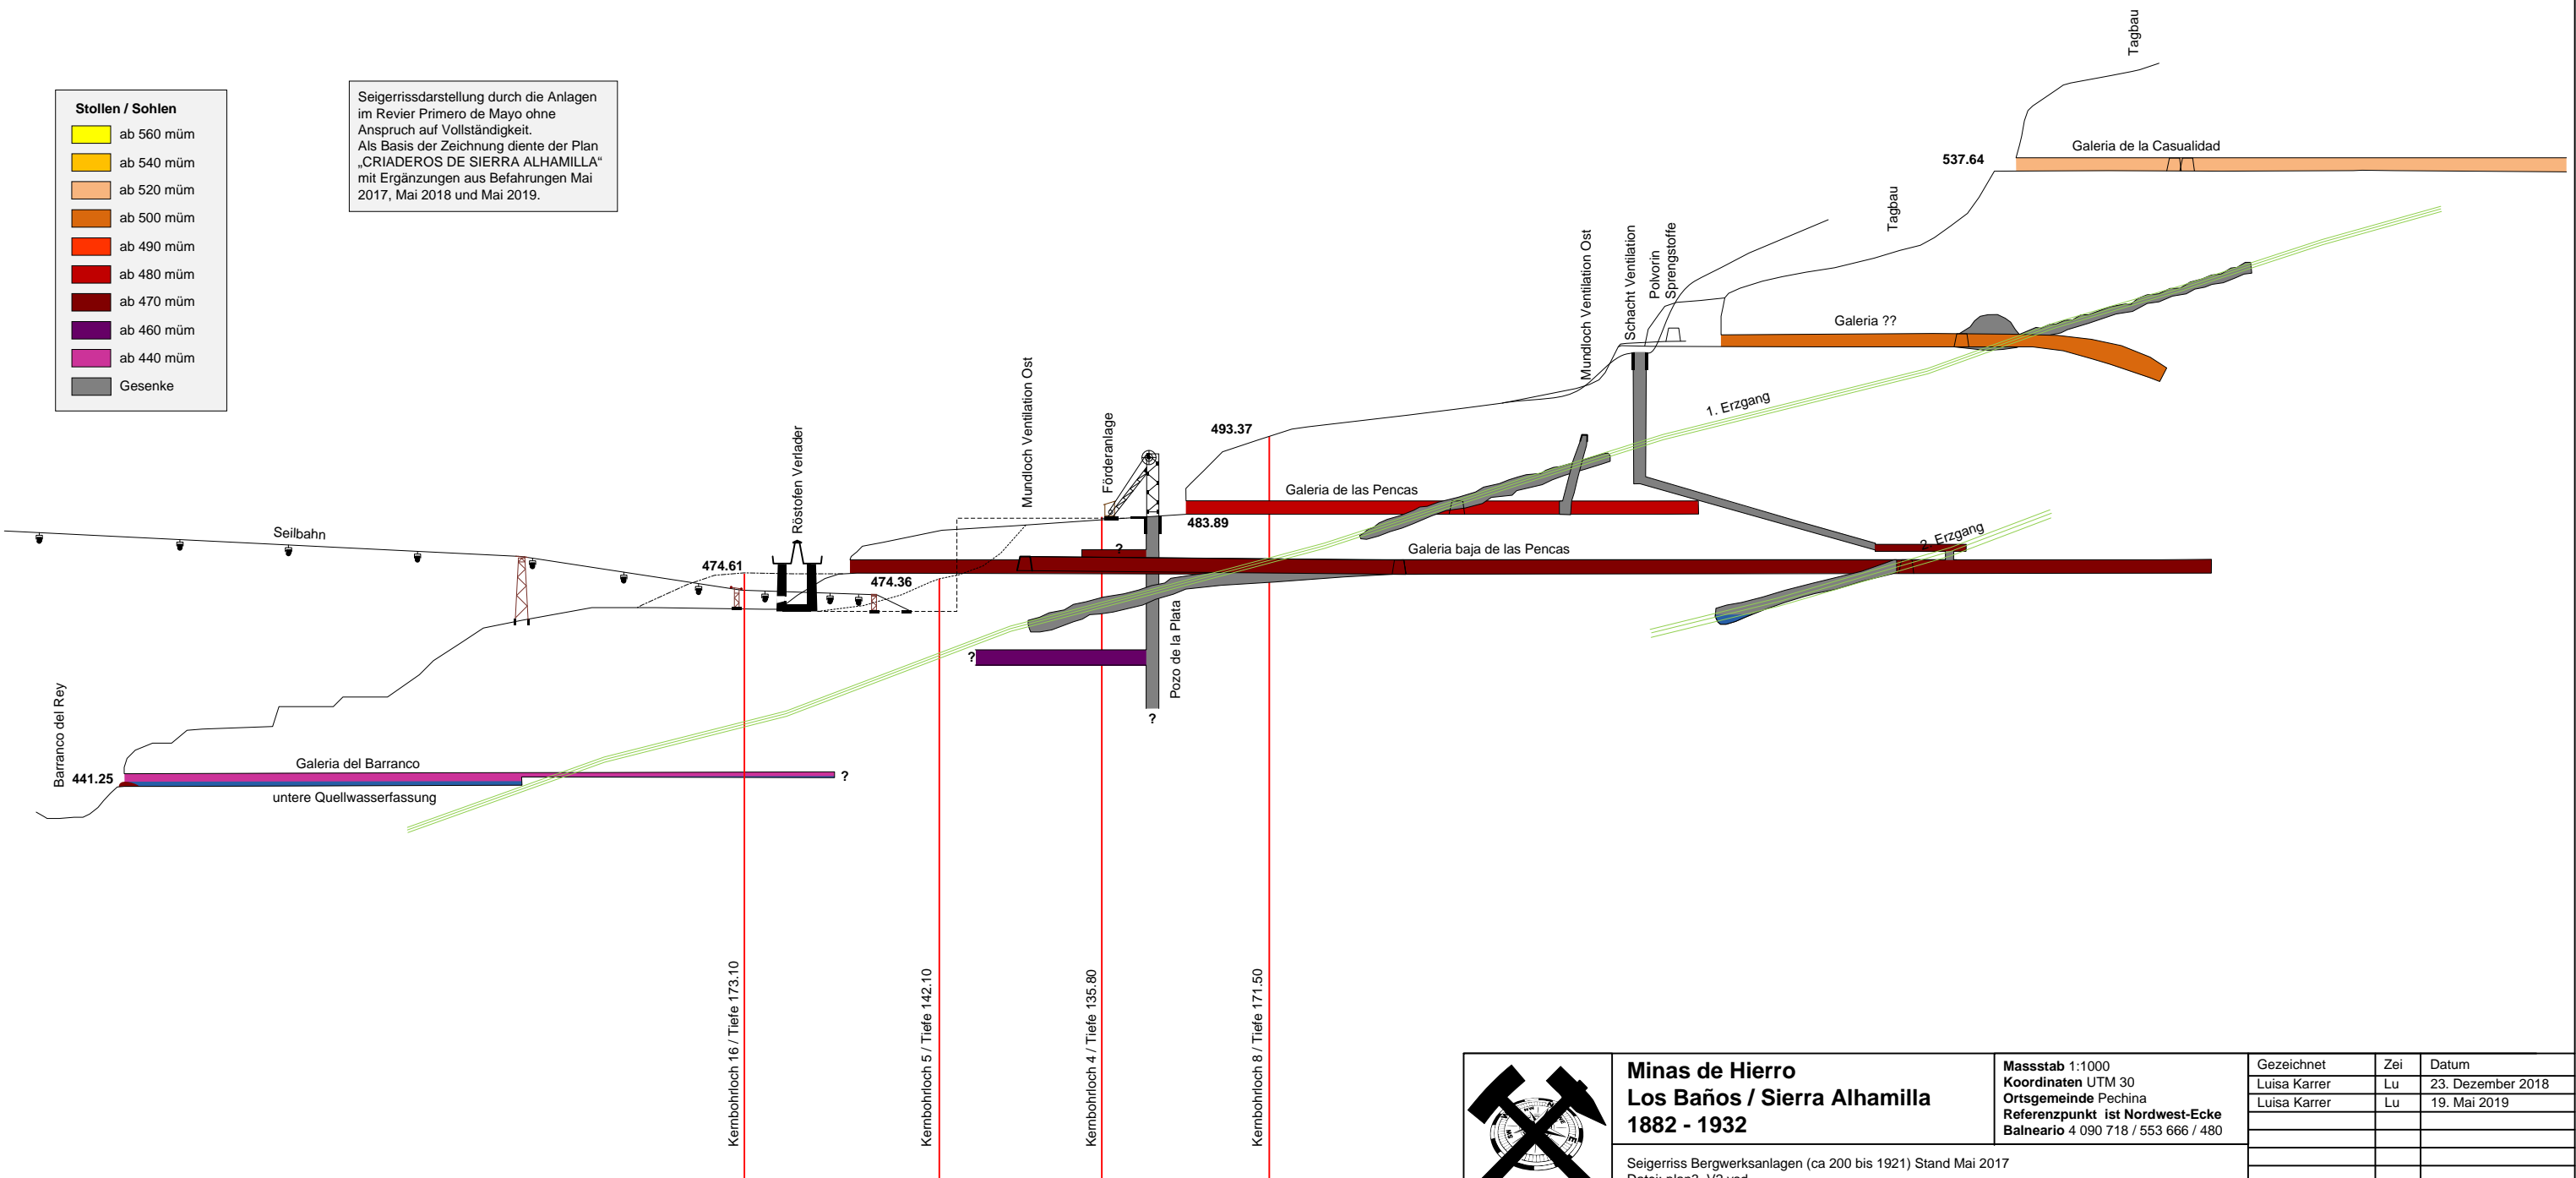 Stollen / Sohlen
ab 560 müm
ab 540 müm
ab 520 müm
ab 500 müm
ab 490 müm
ab 480 müm
ab 470 müm
ab 460 müm
ab 440 müm
Gesenke
Seigerrissdarstellung durch die Anlagen
im Revier Primero de Mayo ohne
Anspruch auf Vollständigkeit.
Als Basis der Zeichnung diente der Plan
„CRIADEROS DE SIERRA ALHAMILLA“
mit Ergänzungen aus Befahrungen Mai
2017, Mai 2018 und Mai 2019.
Tagbau
Galeria de la Casualidad
537.64
Tagbau
Mundloch Ventilation Ost
Schacht Ventilation
Polvorin
Sprengstoffe
Galeria ??
1. Erzgang
Mundloch Ventilation Ost
Förderanlage
493.37
Röstofen Verlader
Galeria de las Pencas
483.89
Seilbahn
2. Erzgang
?
Galeria baja de las Pencas
474.61
474.36
Pozo de la Plata
?
?
Barranco del Rey
Galeria del Barranco
441.25
?
untere Quellwasserfassung
Kernbohrloch 16 / Tiefe 173.10
Kernbohrloch 5 / Tiefe 142.10
Kernbohrloch 4 / Tiefe 135.80
Kernbohrloch 8 / Tiefe 171.50
Minas de Hierro
Los Baños / Sierra Alhamilla
1882 - 1932
Massstab 1:1000
Koordinaten UTM 30
Ortsgemeinde Pechina
Referenzpunkt ist Nordwest-Ecke
Balneario 4 090 718 / 553 666 / 480
Gezeichnet Zei Datum
Luisa Karrer Lu 23. Dezember 2018
Luisa Karrer Lu 19. Mai 2019
Seigerriss Bergwerksanlagen (ca 200 bis 1921) Stand Mai 2017